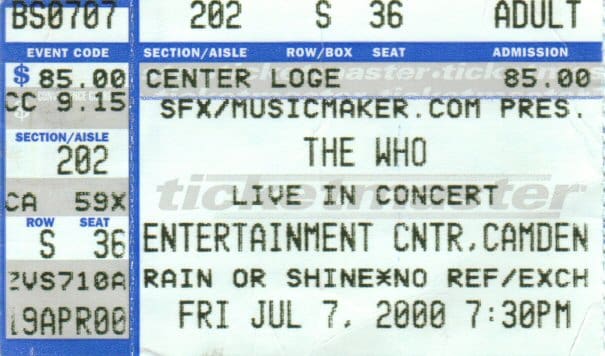 BS0707 202 S 36 ADULT
EVENT CODE SECTION/AISLE ROW/BOX SEAT ADMISSION
$ 85.00 CENTER LOGE 85.00
CC 9.15 SFX/MUSICMAKER.COM PRES.
SECTION/AISLE
202 THE WHO
CA 59X LIVE IN CONCERT
ROW SEAT
S 36 ENTERTAINMENT CNTR,CAMDEN
ZVS710A RAIN OR SHINE*NO REF/EXCH
19APR00 FRI JUL 7, 2000 7:30PM
ticketmaster